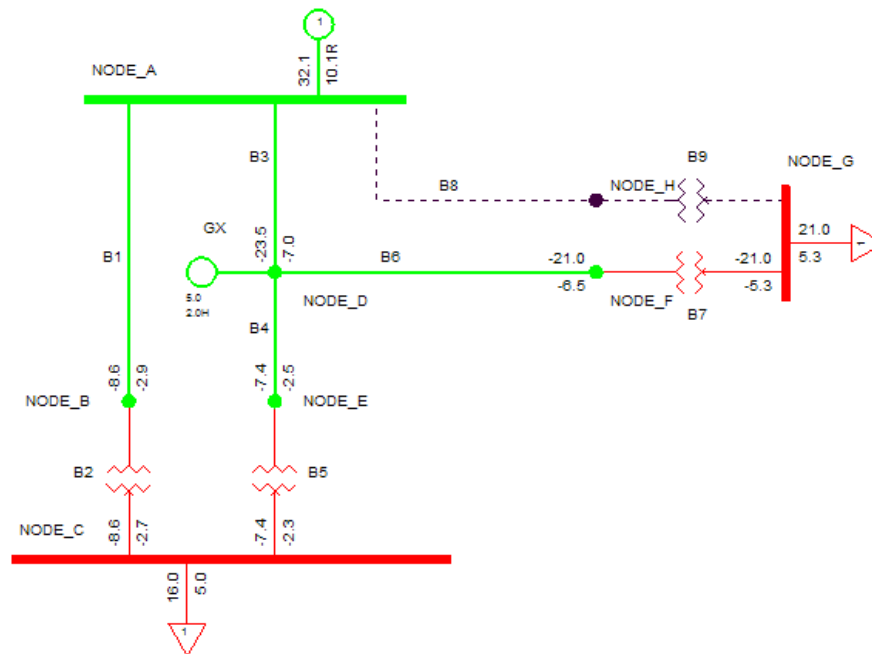 1
32.1
10.1R
NODE_A
B3
B9
NODE_G
B8
NODE_H
GX
-23.5
-7.0
21.0
5.3
1
B1
B6
-21.0
-6.5
-21.0
-5.3
5.0
2.0H
NODE_D
NODE_F
B7
B4
-8.6
-2.9
-7.4
-2.5
NODE_B
NODE_E
B2
B5
NODE_C
-8.6
-2.7
-7.4
-2.3
16.0
5.0
1